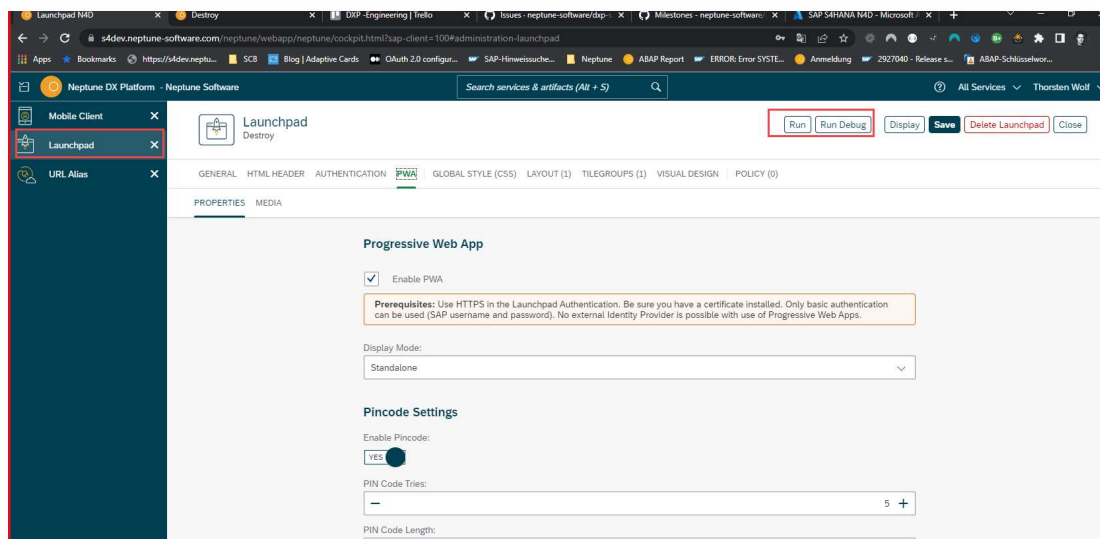 Launchpad N4D
Destroy
DXP -Engineering | Trello
Issues · neptune-software/dxp-s
Milestones - neptune-software/
SAP S4HANA N4D - Microsoft
s4dev.neptune-software.com/neptune/webapp/neptune/cockpit.html?sap-client=100#administration-launchpad
Apps
Bookmarks
https://s4dev.neptu...
SCB
Blog | Adaptive Cards
OAuth 2.0 configur...
SAP-Hinweissuche...
Neptune
ABAP Report
ERROR: Error SYSTE...
Anmeldung
2927040 - Release s...
ABAP-Schlüsselwor...
Neptune DX Platform - Neptune Software
Search services & artifacts (Alt + S)
All Services
Thorsten Wolf
Mobile Client
Launchpad
URL Alias
Launchpad
Destroy
Run
Run Debug
Display
Save
Delete Launchpad
Close
GENERAL HTML HEADER AUTHENTICATION PWA GLOBAL STYLE (CSS) LAYOUT (1) TILEGROUPS (1) VISUAL DESIGN POLICY (0)
PROPERTIES MEDIA
Progressive Web App
Enable PWA
Prerequisites: Use HTTPS in the Launchpad Authentication. Be sure you have a certificate installed. Only basic authentication
can be used (SAP username and password). No external Identity Provider is possible with use of Progressive Web Apps.
Display Mode:
Standalone
Pincode Settings
Enable Pincode:
YES
PIN Code Tries:
5
PIN Code Length: